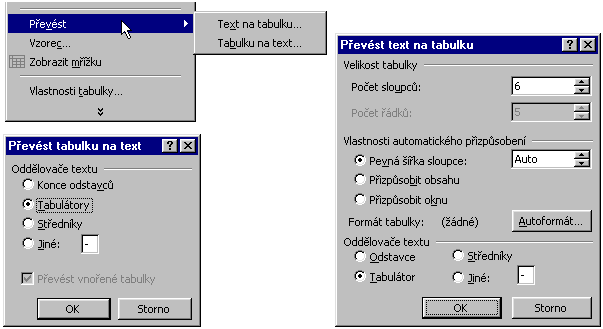 Převést
Text na tabulku...
Vzorec...
Tabulku na text...
Zobrazit mřížku
Vlastnosti tabulky...
Převést tabulku na text
Oddělovače textu
Konce odstavců
Tabulátory
Středníky
Jiné: -
Převést vnořené tabulky
OK Storno
Převést text na tabulku
Velikost tabulky
Počet sloupců: 6
Počet řádků: 5
Vlastnosti automatického přizpůsobení
Pevná šířka sloupce: Auto
Přizpůsobit obsahu
Přizpůsobit oknu
Formát tabulky: (žádné) Autoformát...
Oddělovače textu
Odstavce Středníky
Tabulátor Jiné: -
OK Storno